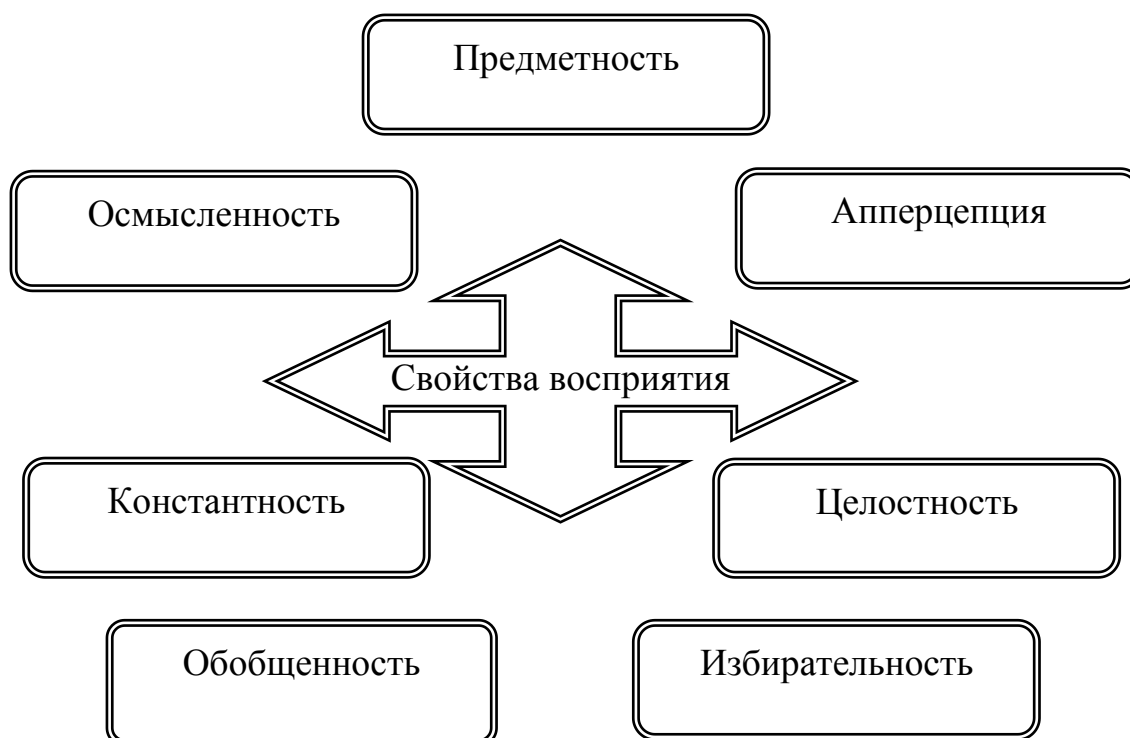 Предметность
Осмысленность
Апперцепция
Свойства восприятия
Константность
Целостность
Обобщенность
Избирательность